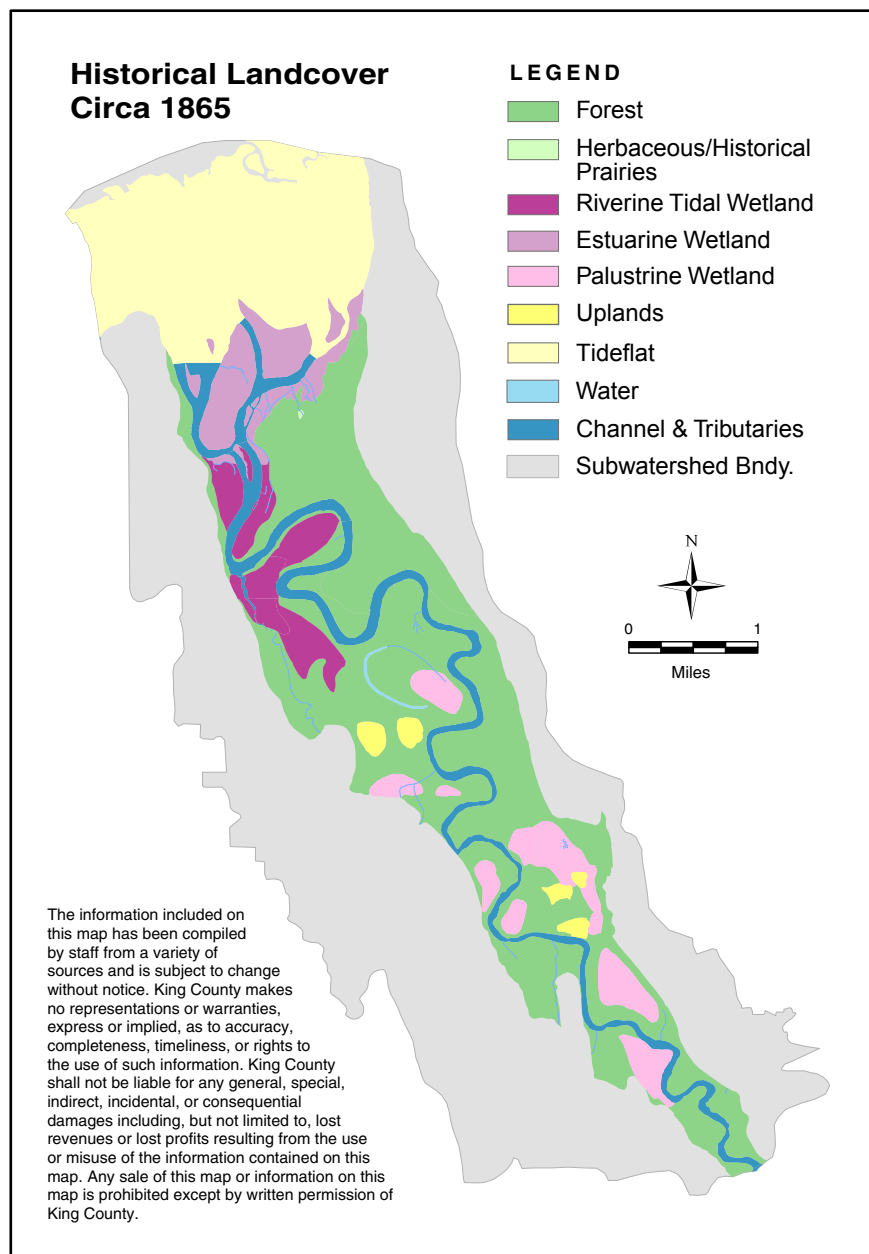 Historical Landcover
Circa 1865
LEGEND
Forest
Herbaceous/Historical
Prairies
Riverine Tidal Wetland
Estuarine Wetland
Palustrine Wetland
Uplands
Tideflat
Water
Channel & Tributaries
Subwatershed Bndy.
N
0 1
Miles
The information included on
this map has been compiled
by staff from a variety of
sources and is subject to change
without notice. King County makes
no representations or warranties,
express or implied, as to accuracy,
completeness, timeliness, or rights to
the use of such information. King County
shall not be liable for any general, special,
indirect, incidental, or consequential
damages including, but not limited to, lost
revenues or lost profits resulting from the use
or misuse of the information contained on this
map. Any sale of this map or information on this
map is prohibited except by written permission of
King County.